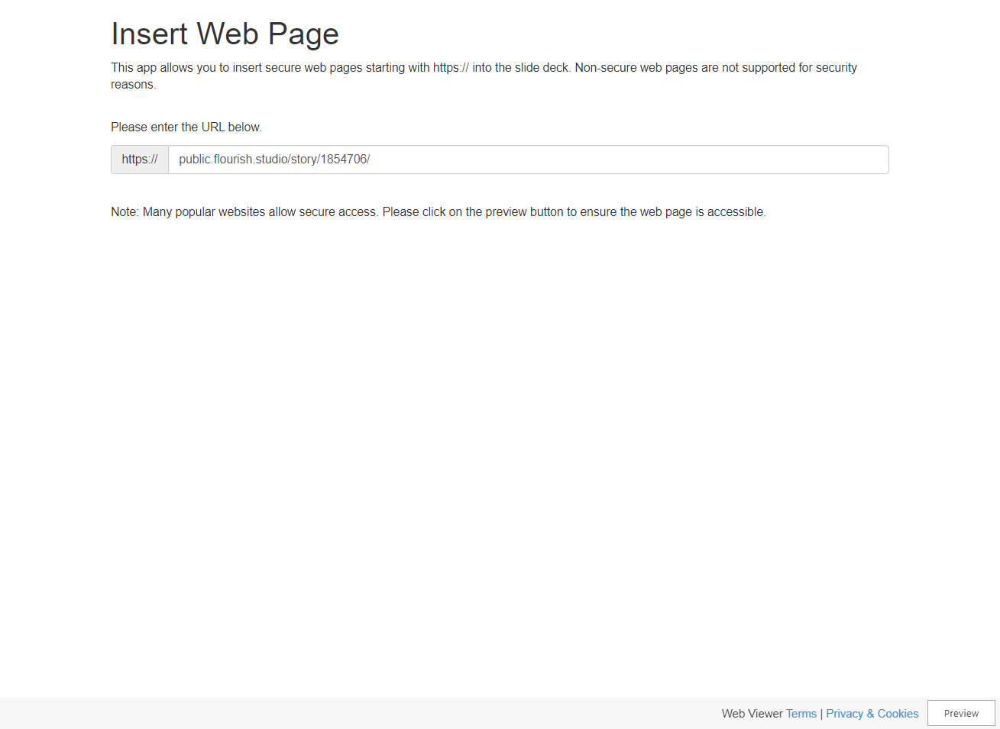 Insert Web Page
This app allows you to insert secure web pages starting with https:// into the slide deck. Non-secure web pages are not supported for security
reasons.
Please enter the URL below.
https:// public.flourish.studio/story/1854706/
Note: Many popular websites allow secure access. Please click on the preview button to ensure the web page is accessible.
Web Viewer Terms | Privacy & Cookies Preview